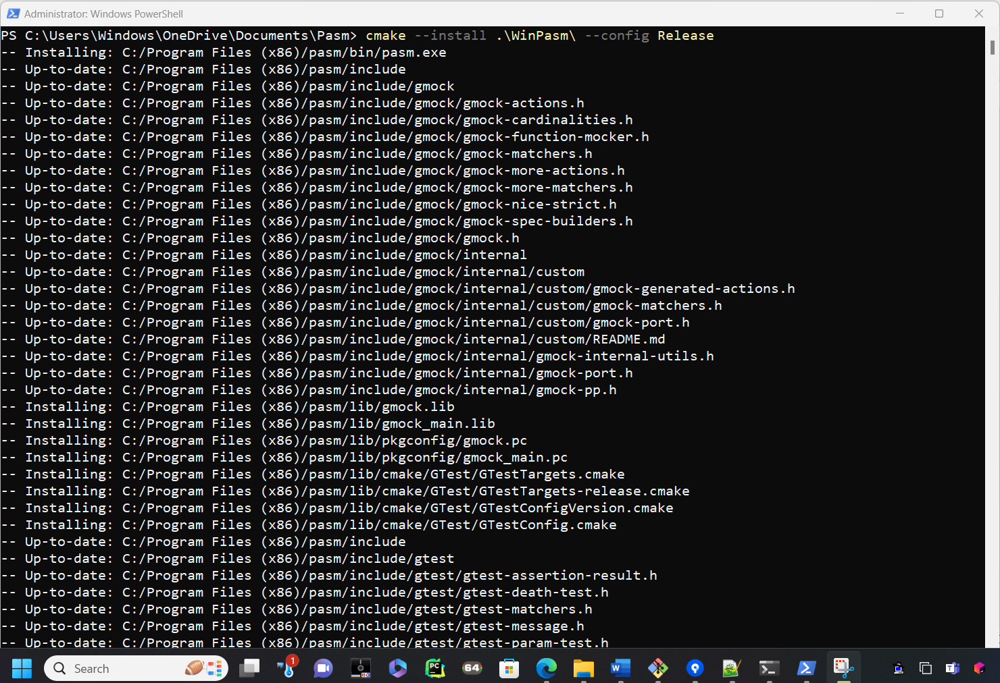 Administrator: Windows PowerShell
PS C:\Users\Windows\OneDrive\Documents\Pasm> cmake --install .\WinPasm\ --config Release
-- Installing: C:/Program Files (x86)/pasm/bin/pasm.exe
-- Up-to-date: C:/Program Files (x86)/pasm/include
-- Up-to-date: C:/Program Files (x86)/pasm/include/gmock
-- Up-to-date: C:/Program Files (x86)/pasm/include/gmock/gmock-actions.h
-- Up-to-date: C:/Program Files (x86)/pasm/include/gmock/gmock-cardinalities.h
-- Up-to-date: C:/Program Files (x86)/pasm/include/gmock/gmock-function-mocker.h
-- Up-to-date: C:/Program Files (x86)/pasm/include/gmock/gmock-matchers.h
-- Up-to-date: C:/Program Files (x86)/pasm/include/gmock/gmock-more-actions.h
-- Up-to-date: C:/Program Files (x86)/pasm/include/gmock/gmock-more-matchers.h
-- Up-to-date: C:/Program Files (x86)/pasm/include/gmock/gmock-nice-strict.h
-- Up-to-date: C:/Program Files (x86)/pasm/include/gmock/gmock-spec-builders.h
-- Up-to-date: C:/Program Files (x86)/pasm/include/gmock/gmock.h
-- Up-to-date: C:/Program Files (x86)/pasm/include/gmock/internal
-- Up-to-date: C:/Program Files (x86)/pasm/include/gmock/internal/custom
-- Up-to-date: C:/Program Files (x86)/pasm/include/gmock/internal/custom/gmock-generated-actions.h
-- Up-to-date: C:/Program Files (x86)/pasm/include/gmock/internal/custom/gmock-matchers.h
-- Up-to-date: C:/Program Files (x86)/pasm/include/gmock/internal/custom/gmock-port.h
-- Up-to-date: C:/Program Files (x86)/pasm/include/gmock/internal/custom/README.md
-- Up-to-date: C:/Program Files (x86)/pasm/include/gmock/internal/gmock-internal-utils.h
-- Up-to-date: C:/Program Files (x86)/pasm/include/gmock/internal/gmock-port.h
-- Up-to-date: C:/Program Files (x86)/pasm/include/gmock/internal/gmock-pp.h
-- Installing: C:/Program Files (x86)/pasm/lib/gmock.lib
-- Installing: C:/Program Files (x86)/pasm/lib/gmock_main.lib
-- Installing: C:/Program Files (x86)/pasm/lib/pkgconfig/gmock.pc
-- Installing: C:/Program Files (x86)/pasm/lib/pkgconfig/gmock_main.pc
-- Installing: C:/Program Files (x86)/pasm/lib/cmake/GTest/GTestTargets.cmake
-- Installing: C:/Program Files (x86)/pasm/lib/cmake/GTest/GTestTargets-release.cmake
-- Installing: C:/Program Files (x86)/pasm/lib/cmake/GTest/GTestConfigVersion.cmake
-- Installing: C:/Program Files (x86)/pasm/lib/cmake/GTest/GTestConfig.cmake
-- Up-to-date: C:/Program Files (x86)/pasm/include
-- Up-to-date: C:/Program Files (x86)/pasm/include/gtest
-- Up-to-date: C:/Program Files (x86)/pasm/include/gtest/gtest-assertion-result.h
-- Up-to-date: C:/Program Files (x86)/pasm/include/gtest/gtest-death-test.h
-- Up-to-date: C:/Program Files (x86)/pasm/include/gtest/gtest-matchers.h
-- Up-to-date: C:/Program Files (x86)/pasm/include/gtest/gtest-message.h
-- Up-to-date: C:/Program Files (x86)/pasm/include/gtest/gtest-param-test.h
Search
1
PC
64
W
T